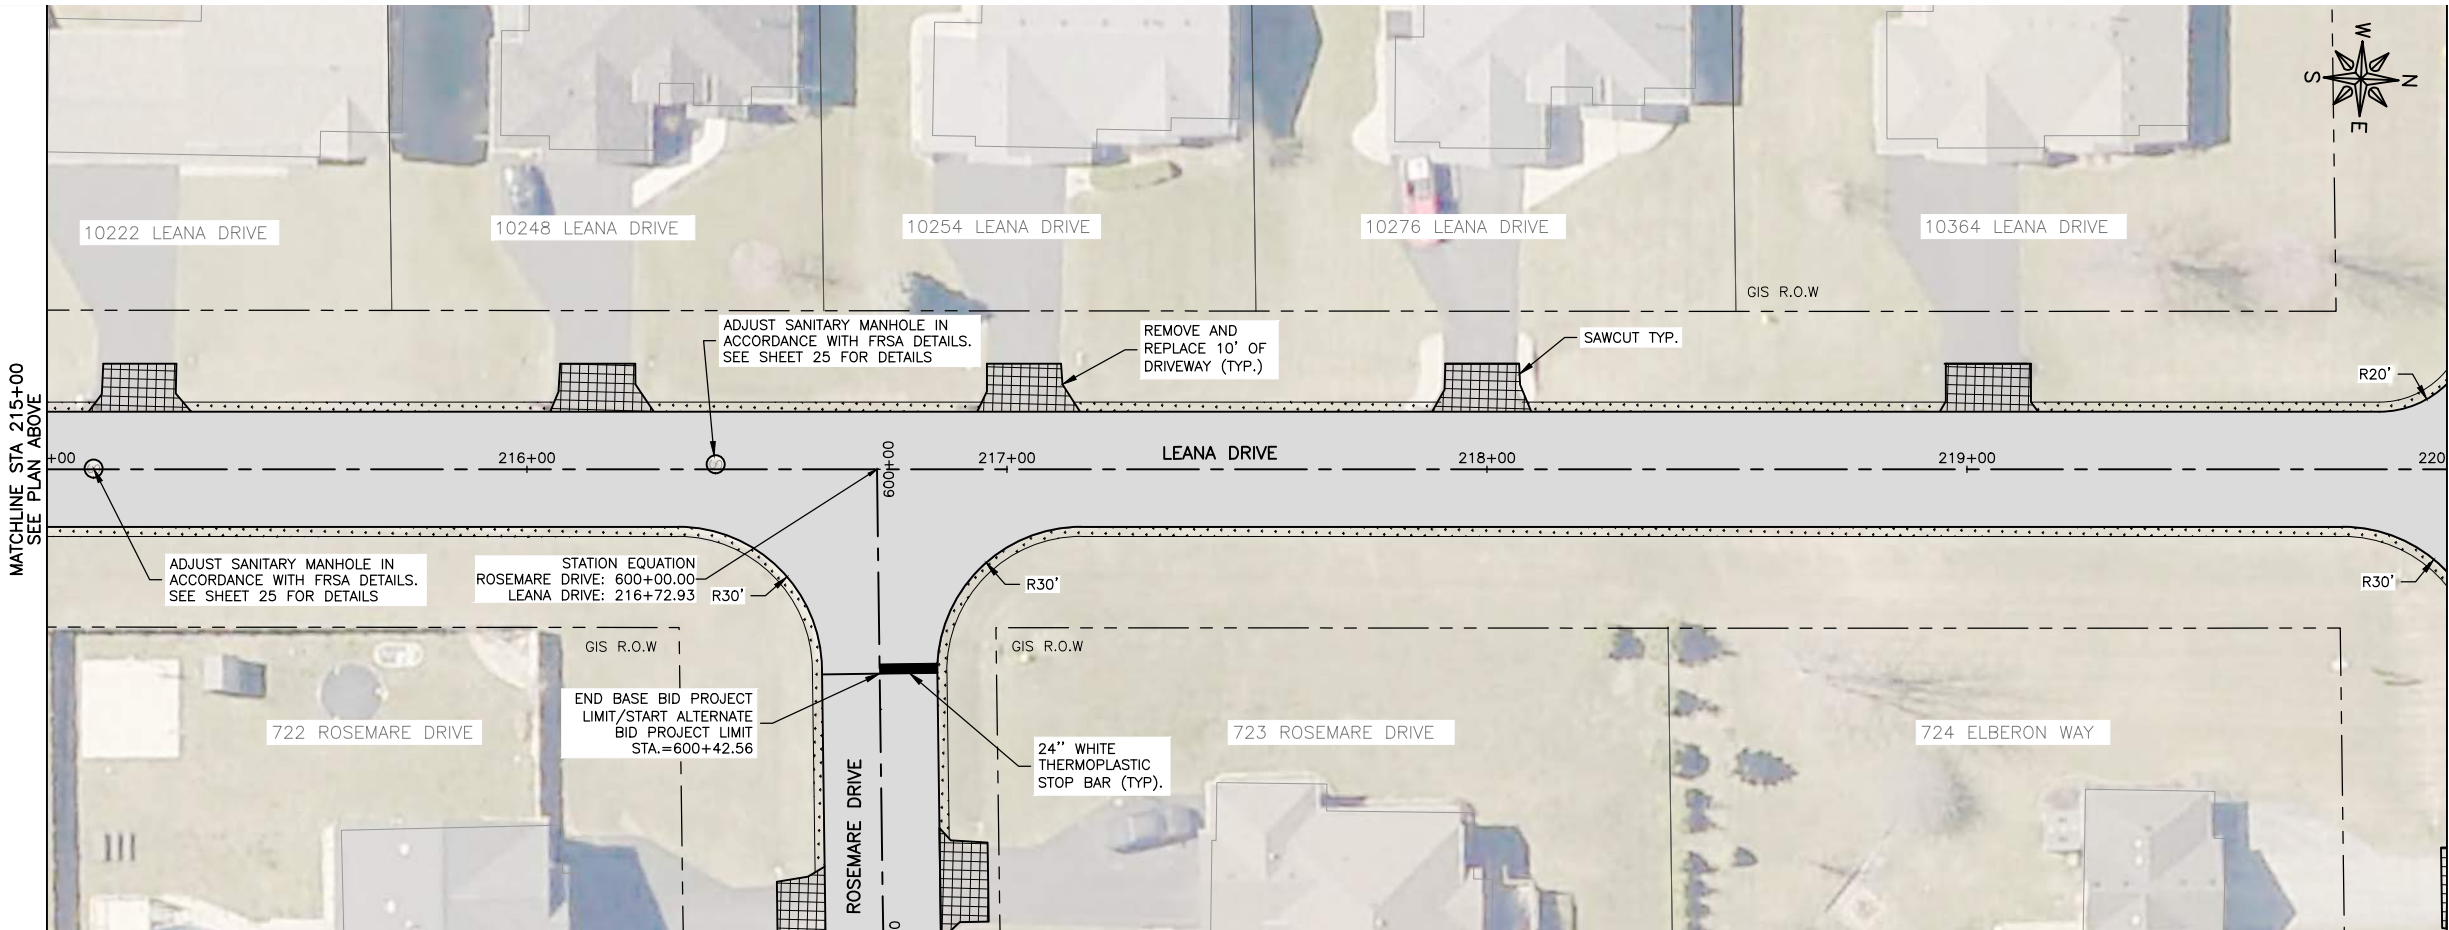 W
N
S
E
10222 LEANA DRIVE
10248 LEANA DRIVE
10254 LEANA DRIVE
10276 LEANA DRIVE
10364 LEANA DRIVE
GIS R.O.W
ADJUST SANITARY MANHOLE IN
ACCORDANCE WITH FRSA DETAILS.
SEE SHEET 25 FOR DETAILS
REMOVE AND
REPLACE 10' OF
DRIVEWAY (TYP.)
SAWCUT TYP.
R20'
MATCHLINE STA 215+00
SEE PLAN ABOVE
+00
216+00
600+00
217+00
LEANA DRIVE
218+00
219+00
220
ADJUST SANITARY MANHOLE IN
ACCORDANCE WITH FRSA DETAILS.
SEE SHEET 25 FOR DETAILS
STATION EQUATION
ROSEMARE DRIVE: 600+00.00
LEANA DRIVE: 216+72.93
R30'
R30'
R30'
GIS R.O.W
GIS R.O.W
722 ROSEMARE DRIVE
END BASE BID PROJECT
LIMIT/START ALTERNATE
BID PROJECT LIMIT
STA.=600+42.56
24" WHITE
THERMOPLASTIC
STOP BAR (TYP).
723 ROSEMARE DRIVE
724 ELBERON WAY
ROSEMARE DRIVE
0